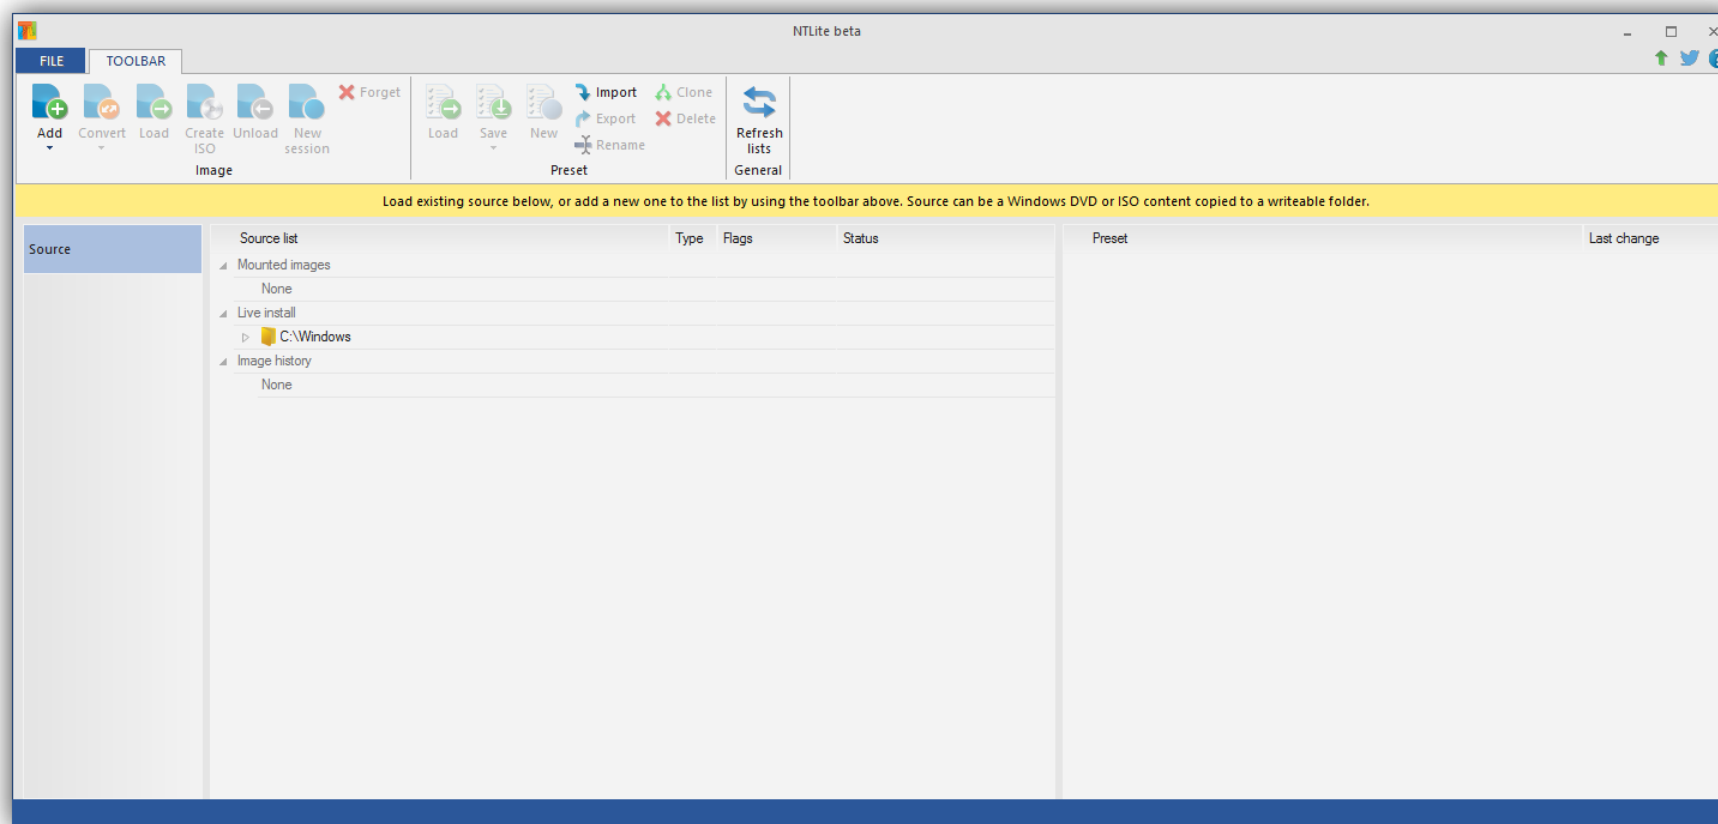 NTLite beta
FILE TOOLBAR
Add Convert Load Create ISO Unload New session Forget
Image
Load Save New Import Export Rename Clone Delete
Preset
Refresh lists
General
Load existing source below, or add a new one to the list by using the toolbar above. Source can be a Windows DVD or ISO content copied to a writeable folder.
Source
Source list Type Flags Status
Mounted images
None
Live install
C:\Windows
Image history
None
Preset Last change